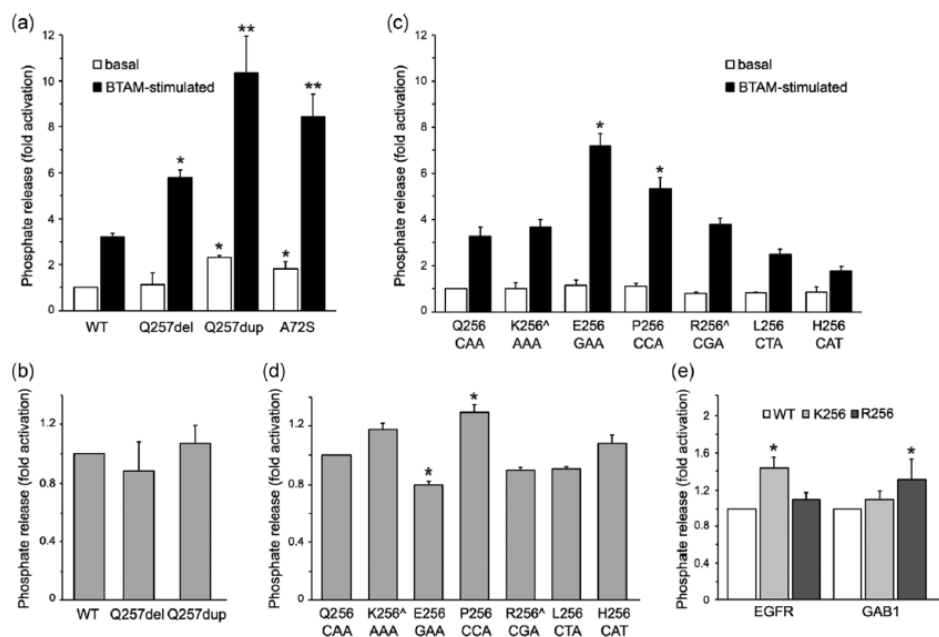 (a)
Phosphate release (fold activation)
12
10
8
6
4
2
0
basal
BTAM-stimulated
* ** * ** *
WT Q257del Q257dup A72S
(c)
Phosphate release (fold activation)
12
10
8
6
4
2
0
basal
BTAM-stimulated
* *
Q256 K256^ E256 P256 R256^ L256 H256
CAA AAA GAA CCA CGA CTA CAT
(b)
Phosphate release (fold activation)
1.2
0.8
0.4
0
WT Q257del Q257dup
(d)
Phosphate release (fold activation)
1.2
0.8
0.4
0
* *
Q256 K256^ E256 P256 R256^ L256 H256
CAA AAA GAA CCA CGA CTA CAT
(e)
Phosphate release (fold activation)
2
1.6
1.2
0.8
0.4
0
WT K256 R256
* *
EGFR GAB1